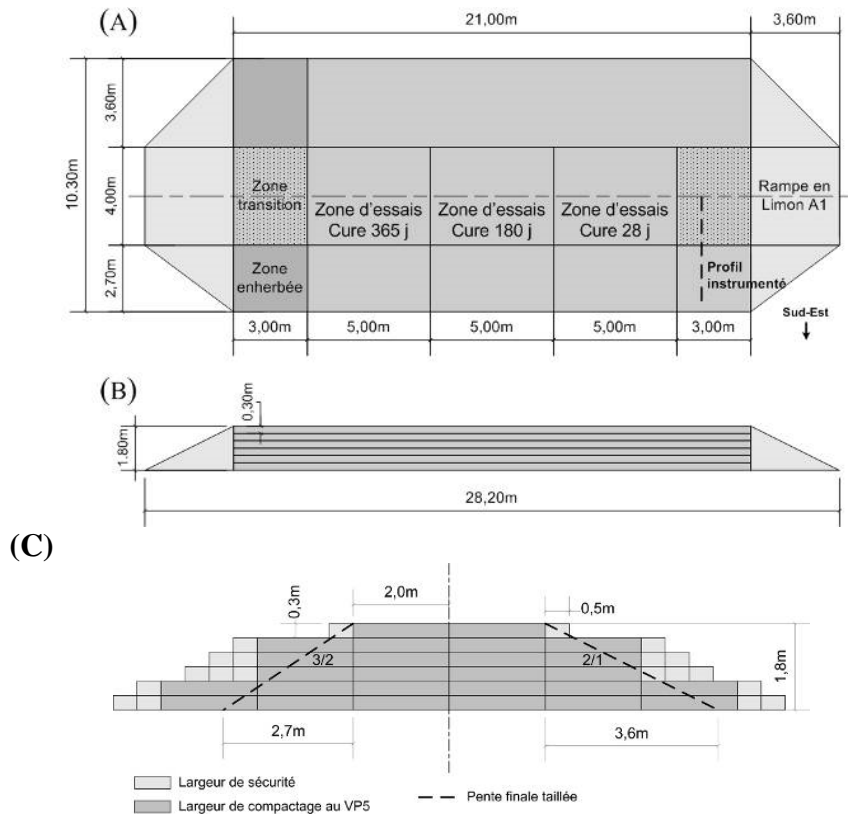 (A)
21,00m
3,60m
10.30m
3,60m
4,00m
2,70m
Zone
transition
Zone d'essais
Cure 365 j
Zone d'essais
Cure 180 j
Zone d'essais
Cure 28 j
Rampe en
Limon A1
Zone
enherbée
Profil
instrumenté
Sud-Est
3,00m
5,00m
5,00m
5,00m
3,00m
(B)
0,30m
1.80m
28,20m
(C)
0,3m
2,0m
0,5m
3/2
2/1
1,8m
2,7m
3,6m
Largeur de sécurité
Largeur de compactage au VP5
Pente finale taillée